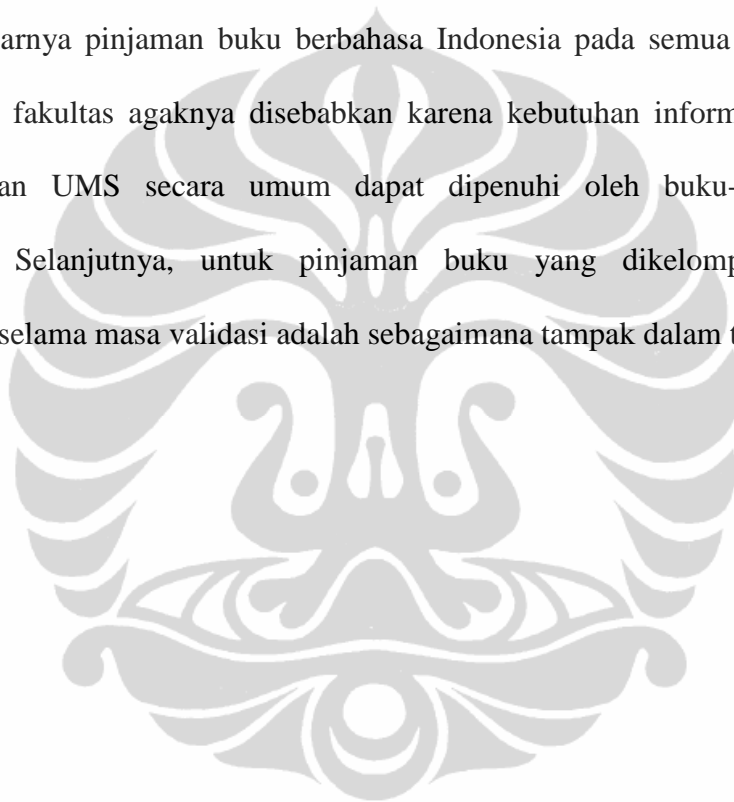 arnya pinjaman buku berbahasa Indonesia pada semua
fakultas agaknya disebabkan karena kebutuhan inform
an UMS secara umum dapat dipenuhi oleh buku-
Selanjutnya, untuk pinjaman buku yang dikelomp
selama masa validasi adalah sebagaimana tampak dalam t